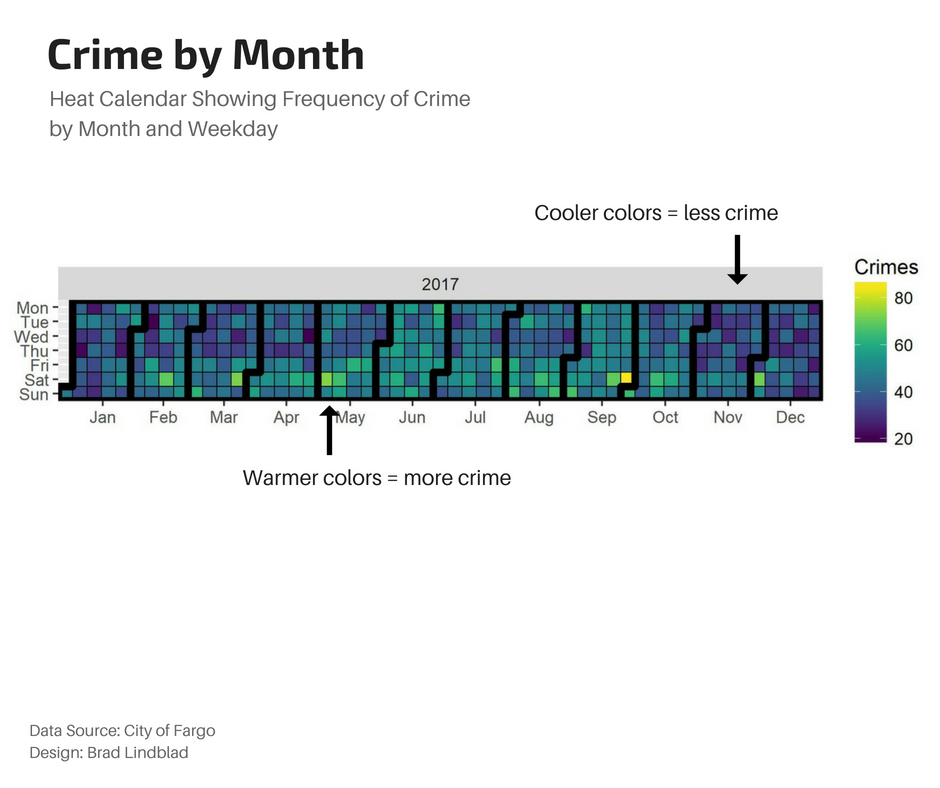 Crime by Month
Heat Calendar Showing Frequency of Crime
by Month and Weekday
Cooler colors = less crime
2017
Crimes
80
60
40
20
Mon
Tue
Wed
Thu
Fri
Sat
Sun
Jan Feb Mar Apr May Jun Jul Aug Sep Oct Nov Dec
Warmer colors = more crime
Data Source: City of Fargo
Design: Brad Lindblad